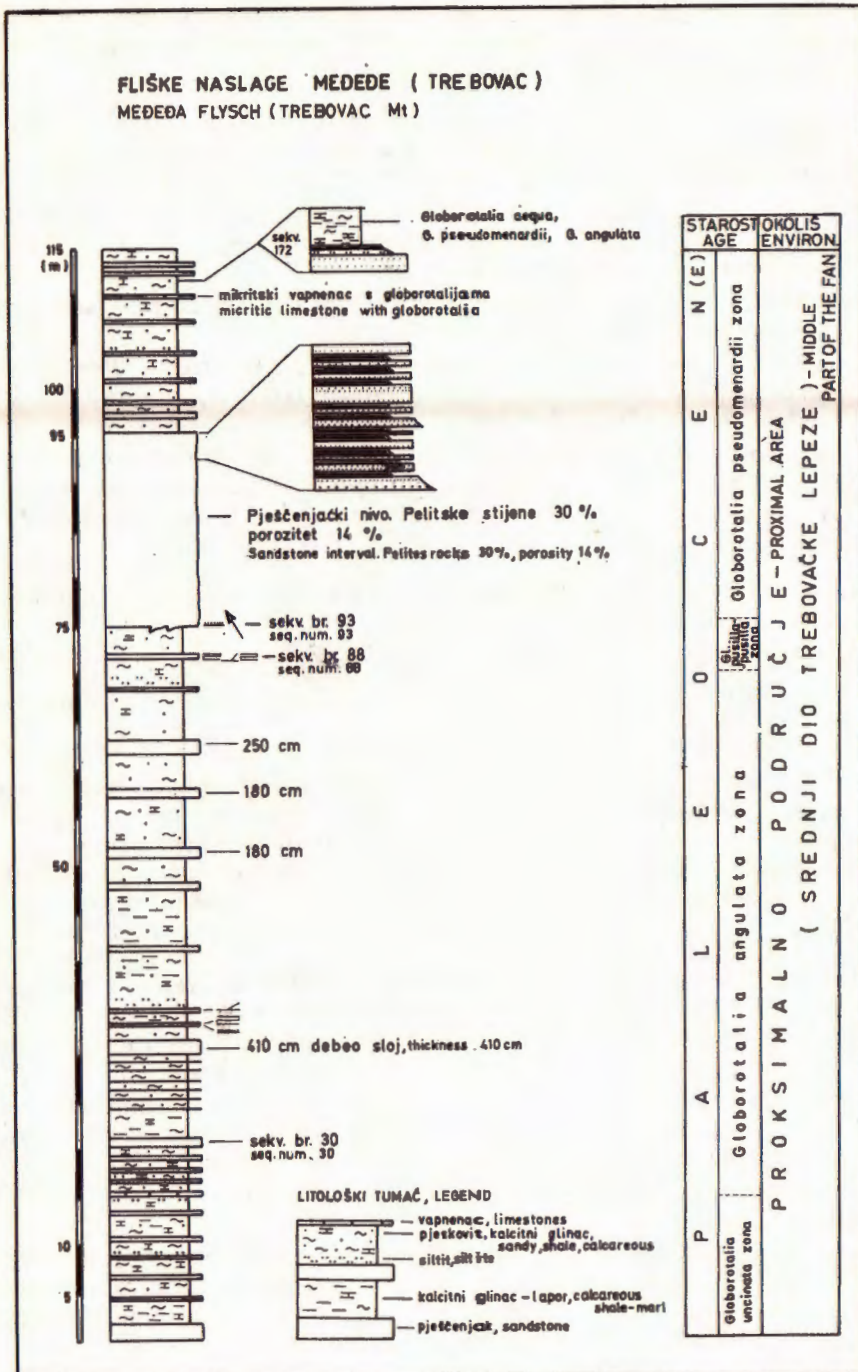 FLIŠKE NASLAGE MEĐEĐE ( TREBOVAC )
MEĐEĐA FLYSCH ( TREBOVAC Mt )
Globorotalia aequa,
G. pseudomenardii, G. angulata
sekv.
172
115
(m)
mikritski vapnenac s globorotalijama
micritic limestone with globorotalia
100
95
Pješčenjački nivo. Pelitske stijene 30 %
porozitet 14 %
Sandstone interval. Pelites rocks 30%, porosity 14%
75
sekv. br. 93
seq. num. 93
sekv. br. 88
seq. num. 88
250 cm
180 cm
180 cm
50
410 cm debeo sloj, thickness . 410 cm
sekv. br. 30
seq. num. 30
10
5
LITOLOŠKI TUMAČ, LEGEND
vapnenac, limestones
pjeskovit, kalcitni glinac,
sandy, shale, calcareous
kalcitni glinac – lapor, calcareous
shale-marl
pješčenjak, sandstone
STAROST
AGE
OKOLIŠ
ENVIRON.
P A L E O C E N (E)
Globorotalia pseudomenardii zona
Gl. pusilla
pusilla
zona
Globorotalia angulata zona
Globorotalia
uncinata zona
PROKSIMALNO PODRUČJE – PROXIMAL AREA
( SREDNJI DIO TREBOVAČKE LEPEZE ) – MIDDLE
PART OF THE FAN